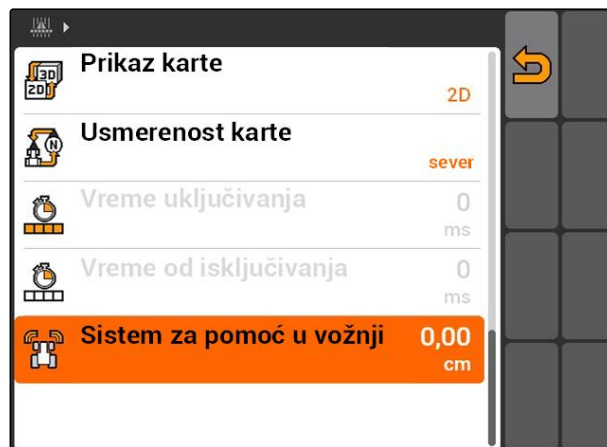 Prikaz karte
2D
Usmerenost karte
sever
Vreme uključivanja
0
ms
Vreme od isključivanja
0
ms
Sistem za pomoć u vožnji
0,00
cm